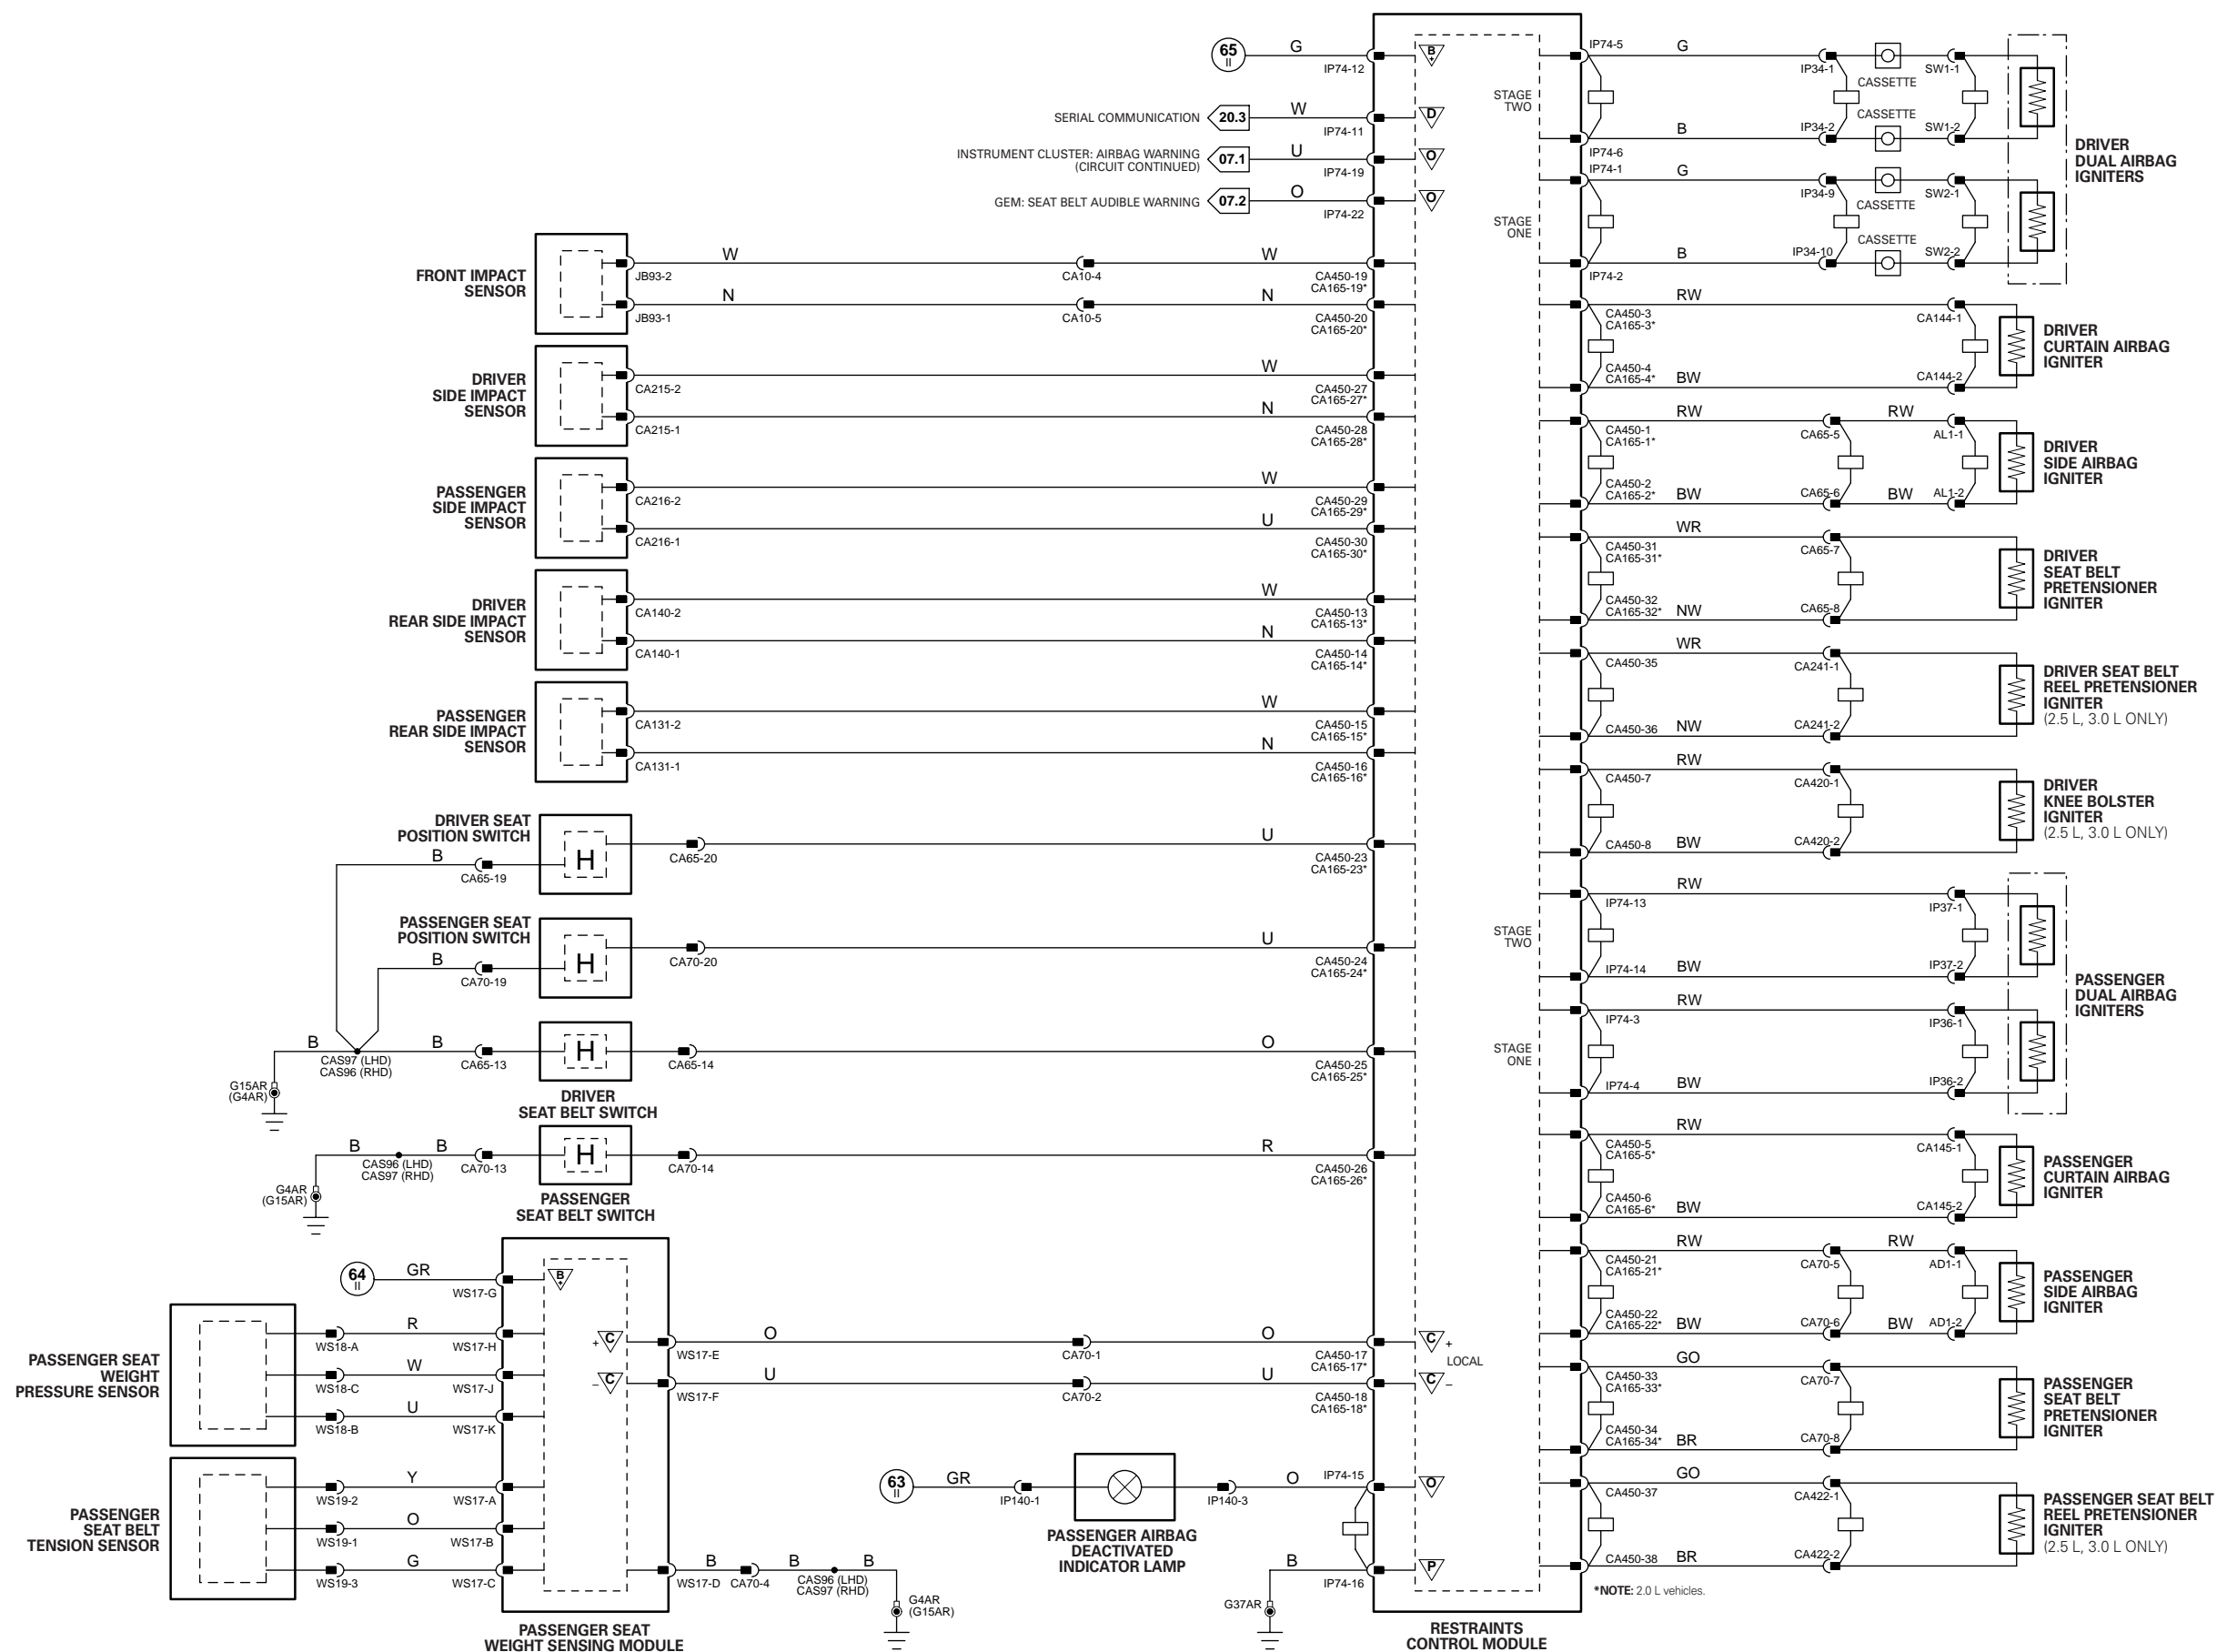 65
II
G
IP74-12
B
+
SERIAL COMMUNICATION
20.3
W
IP74-11
D
INSTRUMENT CLUSTER: AIRBAG WARNING
(CIRCUIT CONTINUED)
07.1
U
IP74-19
O
GEM: SEAT BELT AUDIBLE WARNING
07.2
O
IP74-22
O
FRONT IMPACT
SENSOR
JB93-2
W
CA10-4
W
CA450-19
CA165-19*
JB93-1
N
CA10-5
N
CA450-20
CA165-20*
DRIVER
SIDE IMPACT
SENSOR
CA215-2
W
CA450-27
CA165-27*
CA215-1
N
CA450-28
CA165-28*
PASSENGER
SIDE IMPACT
SENSOR
CA216-2
W
CA450-29
CA165-29*
CA216-1
U
CA450-30
CA165-30*
DRIVER
REAR SIDE IMPACT
SENSOR
CA140-2
W
CA450-13
CA165-13*
CA140-1
N
CA450-14
CA165-14*
PASSENGER
REAR SIDE IMPACT
SENSOR
CA131-2
W
CA450-15
CA165-15*
CA131-1
N
CA450-16
CA165-16*
DRIVER SEAT
POSITION SWITCH
B
CA65-19
H
CA65-20
U
CA450-23
CA165-23*
PASSENGER SEAT
POSITION SWITCH
B
CA70-19
H
CA70-20
U
CA450-24
CA165-24*
B
CAS97 (LHD)
CAS96 (RHD)
B
CA65-13
H
CA65-14
O
CA450-25
CA165-25*
G15AR
(G4AR)
DRIVER
SEAT BELT SWITCH
B
CAS96 (LHD)
CAS97 (RHD)
B
CA70-13
H
CA70-14
R
CA450-26
CA165-26*
G4AR
(G15AR)
PASSENGER
SEAT BELT SWITCH
64
II
GR
WS17-G
B
+
PASSENGER SEAT
WEIGHT
PRESSURE SENSOR
WS18-A
R
WS17-H
WS18-C
W
WS17-J
WS18-B
U
WS17-K
PASSENGER
SEAT BELT
TENSION SENSOR
WS19-2
Y
WS17-A
WS19-1
O
WS17-B
WS19-3
G
WS17-C
+
C
WS17-E
O
CA70-1
O
CA450-17
CA165-17*
C
+
LOCAL
–
C
WS17-F
U
CA70-2
U
CA450-18
CA165-18*
C
–
WS17-D
B
CA70-4
B
CAS96 (LHD)
CAS97 (RHD)
B
G4AR
(G15AR)
PASSENGER SEAT
WEIGHT SENSING MODULE
63
II
GR
IP140-1
IP140-3
O
IP74-15
O
PASSENGER AIRBAG
DEACTIVATED
INDICATOR LAMP
B
IP74-16
P
G37AR
RESTRAINTS
CONTROL MODULE
STAGE
TWO
IP74-5
G
IP34-1
CASSETTE
SW1-1
IP74-6
B
IP34-2
CASSETTE
SW1-2
STAGE
ONE
IP74-1
G
IP34-9
CASSETTE
SW2-1
IP74-2
B
IP34-10
CASSETTE
SW2-2
DRIVER
DUAL AIRBAG
IGNITERS
CA450-3
CA165-3*
RW
CA144-1
CA450-4
CA165-4*
BW
CA144-2
DRIVER
CURTAIN AIRBAG
IGNITER
CA450-1
CA165-1*
RW
CA65-5
RW
AL1-1
CA450-2
CA165-2*
BW
CA65-6
BW
AL1-2
DRIVER
SIDE AIRBAG
IGNITER
CA450-31
CA165-31*
WR
CA65-7
CA450-32
CA165-32*
NW
CA65-8
DRIVER
SEAT BELT
PRETENSIONER
IGNITER
CA450-35
WR
CA241-1
CA450-36
NW
CA241-2
DRIVER SEAT BELT
REEL PRETENSIONER
IGNITER
(2.5 L, 3.0 L ONLY)
CA450-7
RW
CA420-1
CA450-8
BW
CA420-2
DRIVER
KNEE BOLSTER
IGNITER
(2.5 L, 3.0 L ONLY)
STAGE
TWO
IP74-13
RW
IP37-1
IP74-14
BW
IP37-2
STAGE
ONE
IP74-3
RW
IP36-1
IP74-4
BW
IP36-2
PASSENGER
DUAL AIRBAG
IGNITERS
CA450-5
CA165-5*
RW
CA145-1
CA450-6
CA165-6*
BW
CA145-2
PASSENGER
CURTAIN AIRBAG
IGNITER
CA450-21
CA165-21*
RW
CA70-5
RW
AD1-1
CA450-22
CA165-22*
BW
CA70-6
BW
AD1-2
PASSENGER
SIDE AIRBAG
IGNITER
CA450-33
CA165-33*
GO
CA70-7
CA450-34
CA165-34*
BR
CA70-8
PASSENGER
SEAT BELT
PRETENSIONER
IGNITER
CA450-37
GO
CA422-1
CA450-38
BR
CA422-2
PASSENGER SEAT BELT
REEL PRETENSIONER
IGNITER
(2.5 L, 3.0 L ONLY)
*NOTE: 2.0 L vehicles.